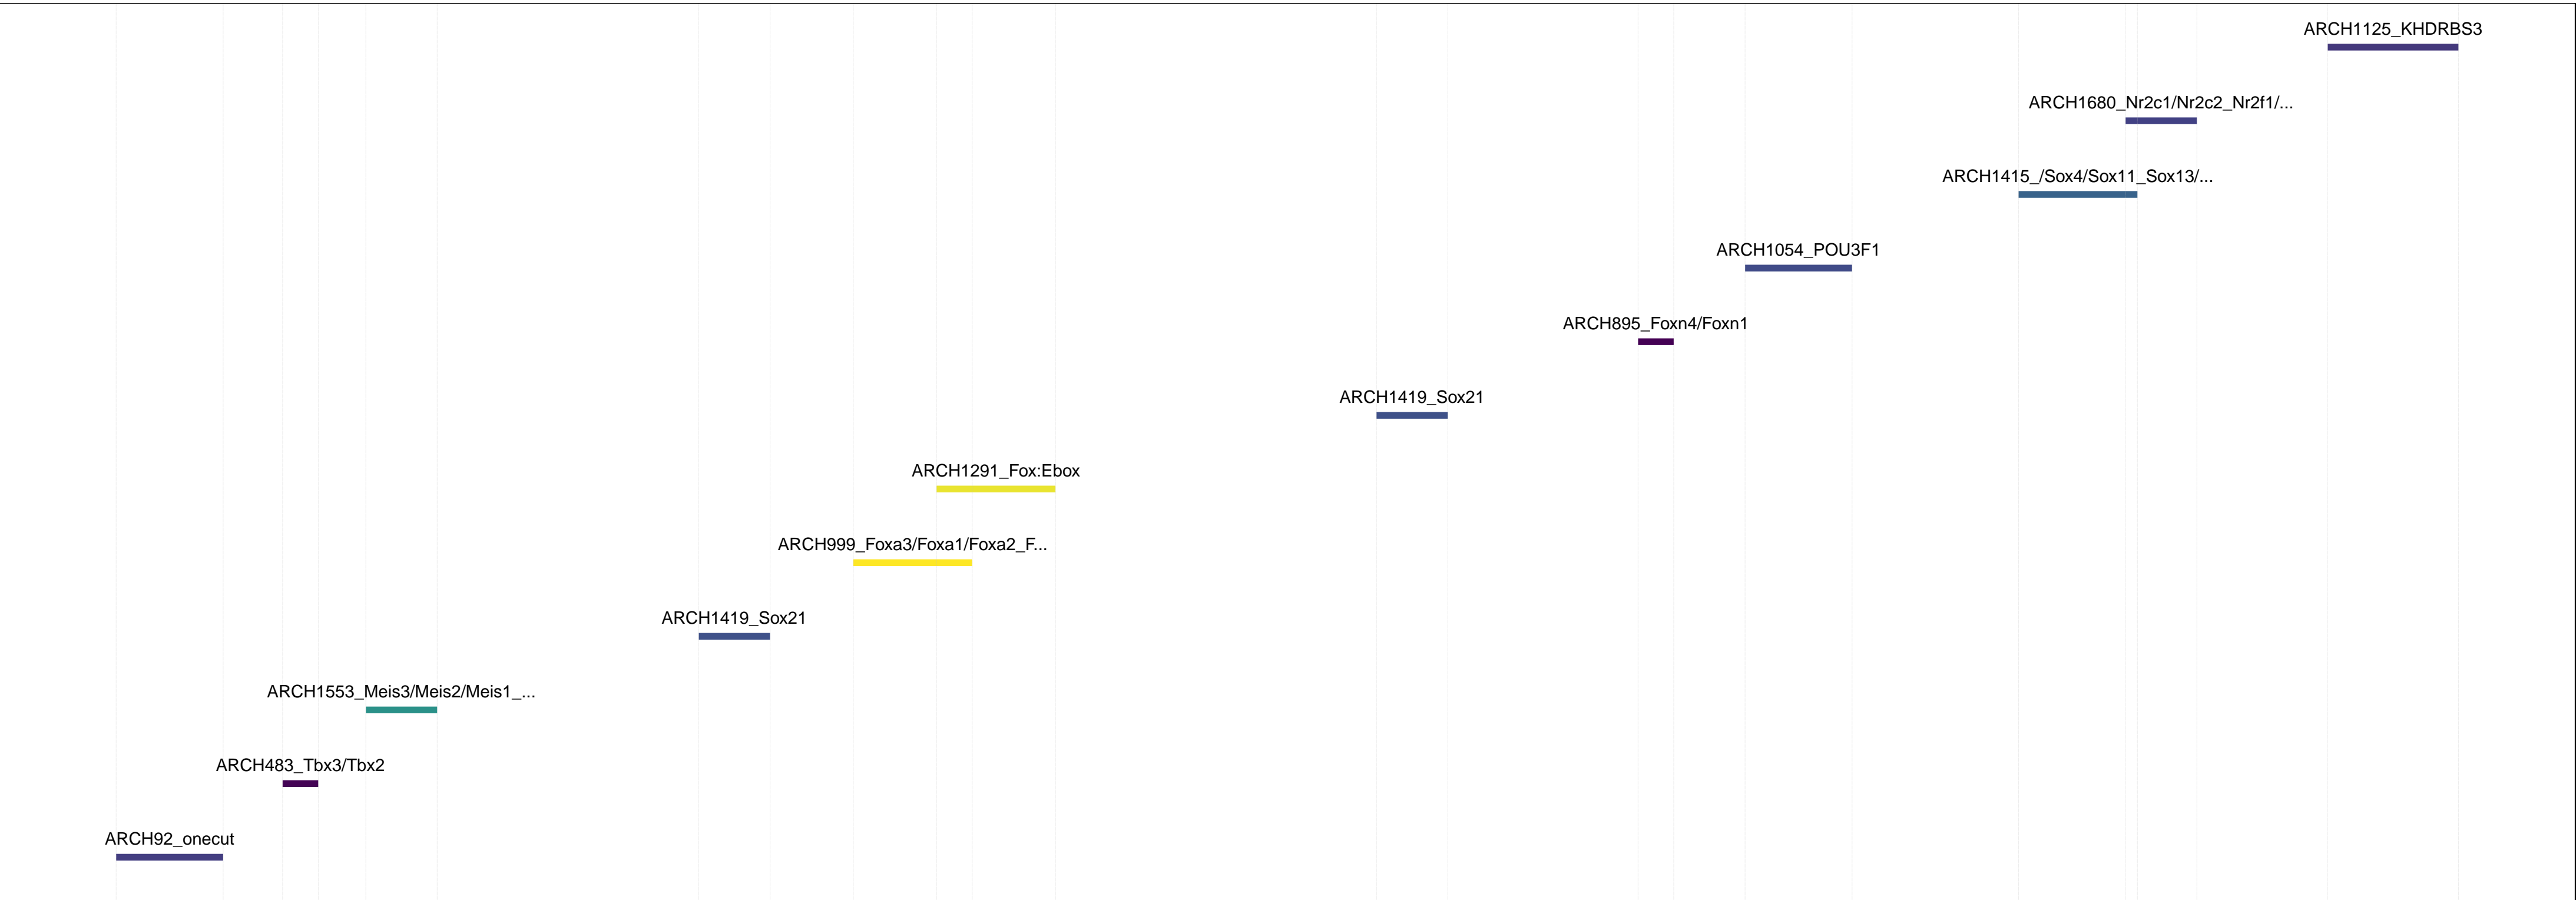 ARCH1125_KHDRBS3
ARCH1680_Nr2c1/Nr2c2_Nr2f1/...
ARCH1415_/Sox4/Sox11_Sox13/...
ARCH1054_POU3F1
ARCH895_Foxn4/Foxn1
ARCH1419_Sox21
ARCH1291_Fox:Ebox
ARCH999_Foxa3/Foxa1/Foxa2_F...
ARCH1419_Sox21
ARCH1553_Meis3/Meis2/Meis1_...
ARCH483_Tbx3/Tbx2
ARCH92_onecut